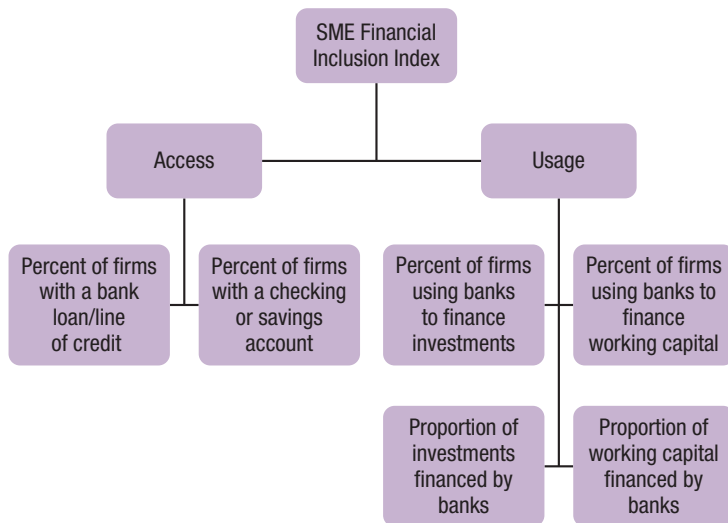 SME Financial
Inclusion Index
Access
Usage
Percent of firms
with a bank
loan/line
of credit
Percent of firms
with a checking
or savings
account
Percent of firms
using banks
to finance
investments
Percent of firms
using banks to
finance
working capital
Proportion of
investments
financed by
banks
Proportion of
working capital
financed by
banks